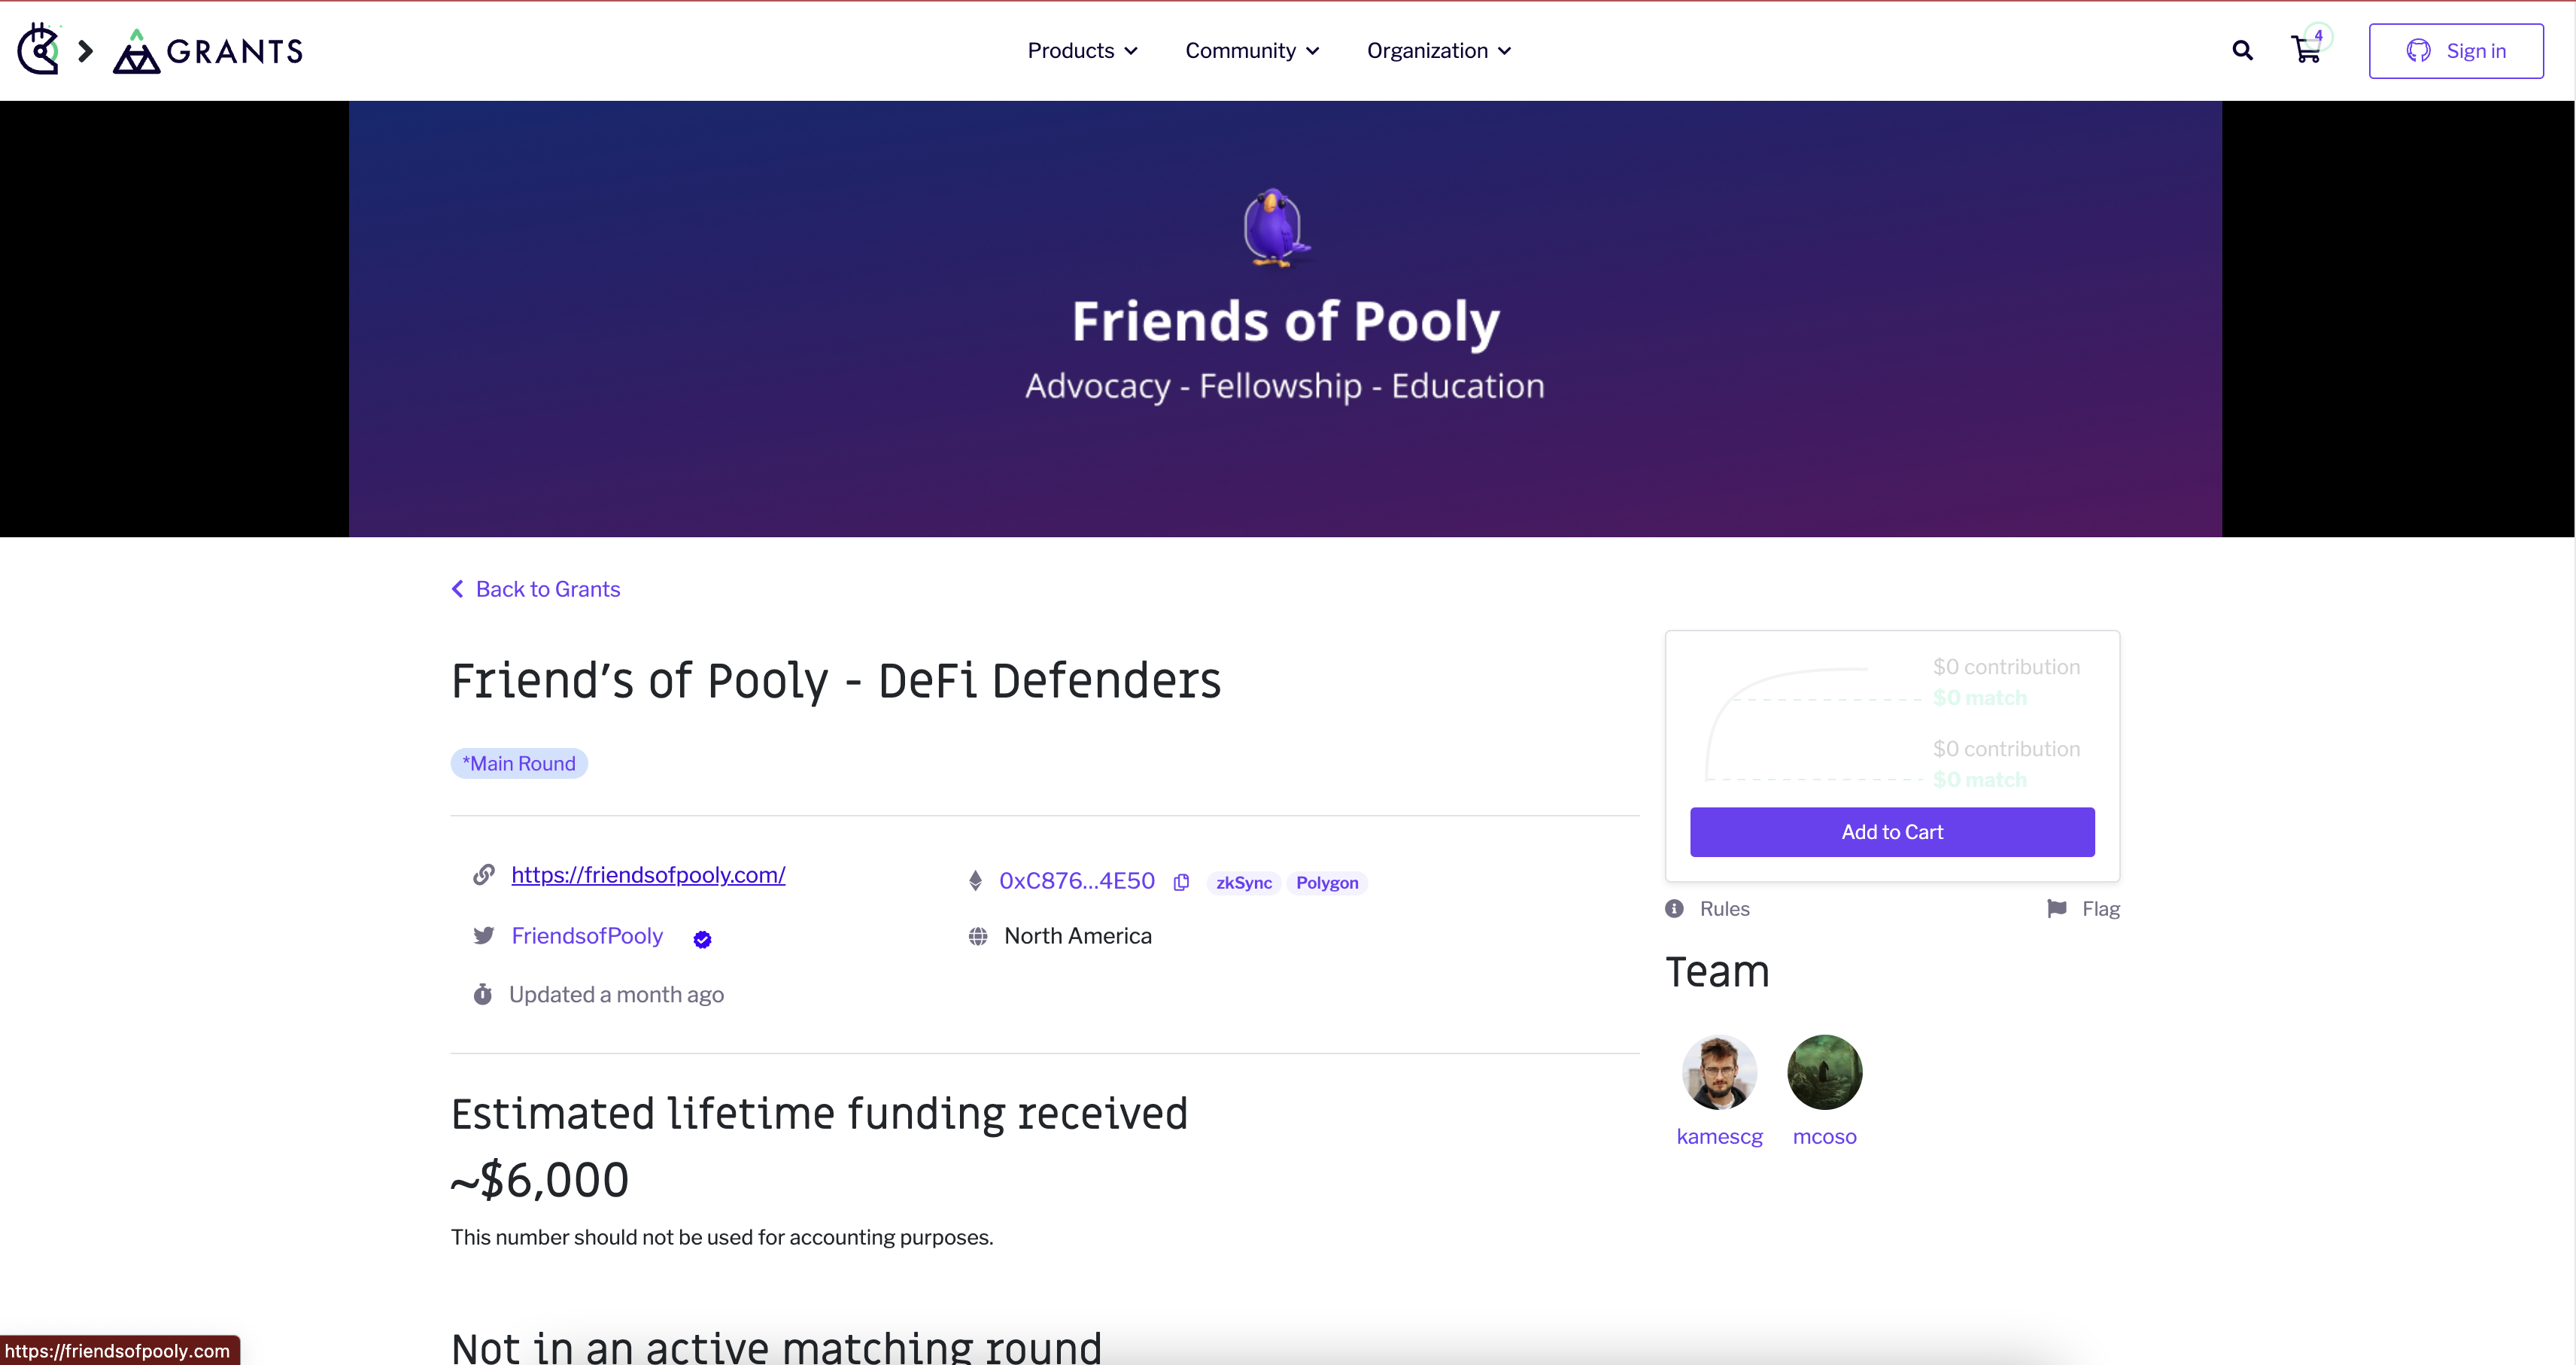 GRANTS
Products
Community
Organization
4
Sign in
Friends of Pooly
Advocacy - Fellowship - Education
Back to Grants
Friend's of Pooly - DeFi Defenders
*Main Round
$0 contribution
$0 match
$0 contribution
$0 match
Add to Cart
https://friendsofpooly.com/
0xC876...4E50
zkSync
Polygon
FriendsofPooly
North America
Updated a month ago
Rules
Flag
Team
kamescg
mcoso
Estimated lifetime funding received
~$6,000
This number should not be used for accounting purposes.
Not in an active matching round
https://friendsofpooly.com